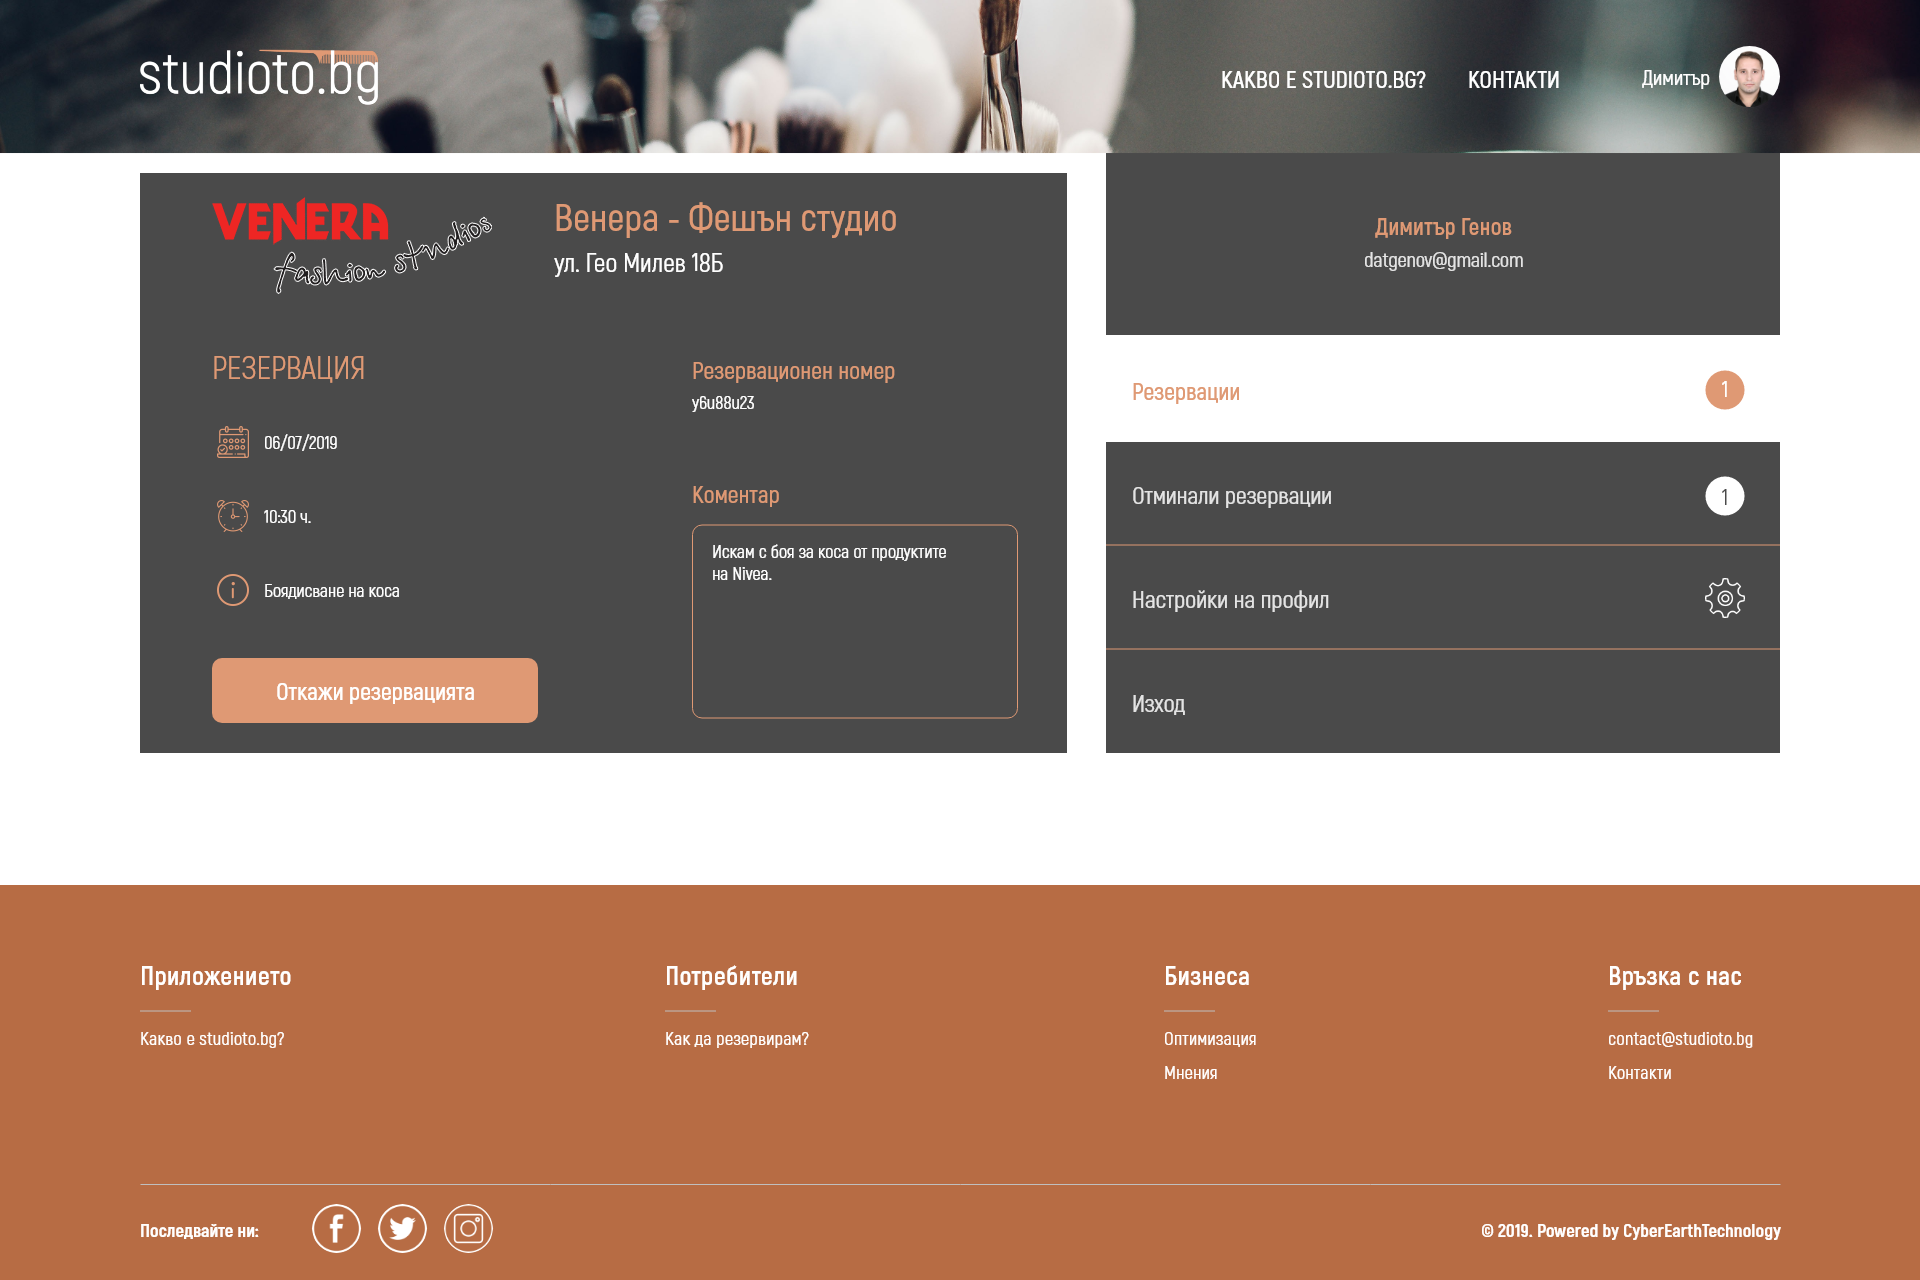 studioto.bg
КАКВО Е STUDIOTO.BG?
КОНТАКТИ
Димитър
VENERA
fashion studios
Венера - Фешън студио
ул. Гео Милев 18Б
РЕЗЕРВАЦИЯ
06/07/2019
10:30 ч.
Боядисване на коса
Откажи резервацията
Резервационен номер
y6u88u23
Коментар
Искам с боя за коса от продуктите
на Nivea.
Димитър Генов
datgenov@gmail.com
Резервации
1
Отминали резервации
1
Настройки на профил
Изход
Приложението
Какво е studioto.bg?
Потребители
Как да резервирам?
Бизнеса
Оптимизация
Мнения
Връзка с нас
contact@studioto.bg
Контакти
Последвайте ни:
© 2019. Powered by CyberEarthTechnology